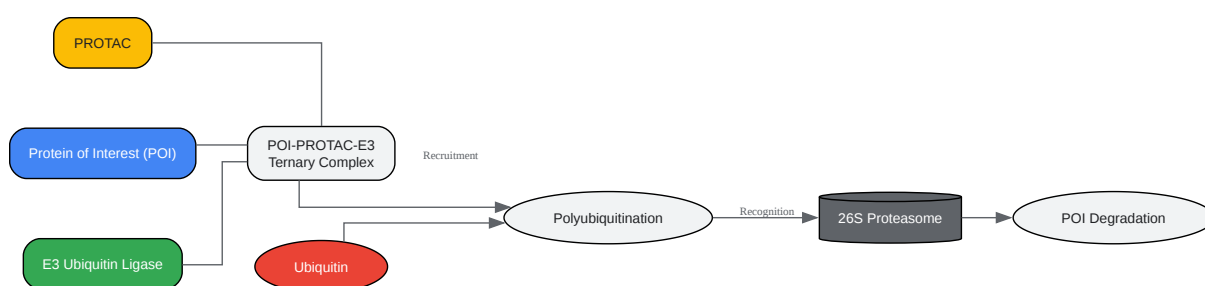 PROTAC
Protein of Interest (POI)
POI-PROTAC-E3
Ternary Complex
Recruitment
E3 Ubiquitin Ligase
Ubiquitin
Polyubiquitination
Recognition
26S Proteasome
POI Degradation